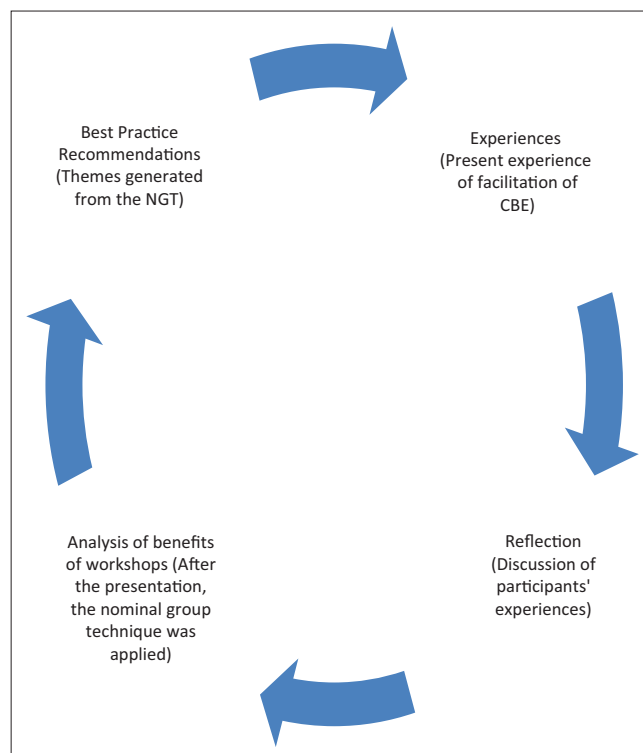 Best Practice
Recommendations
(Themes generated
from the NGT)
Experiences
(Present experience
of facilitation of
CBE)
Reflection
(Discussion of
participants'
experiences)
Analysis of benefits
of workshops (After
the presentation,
the nominal group
technique was
applied)